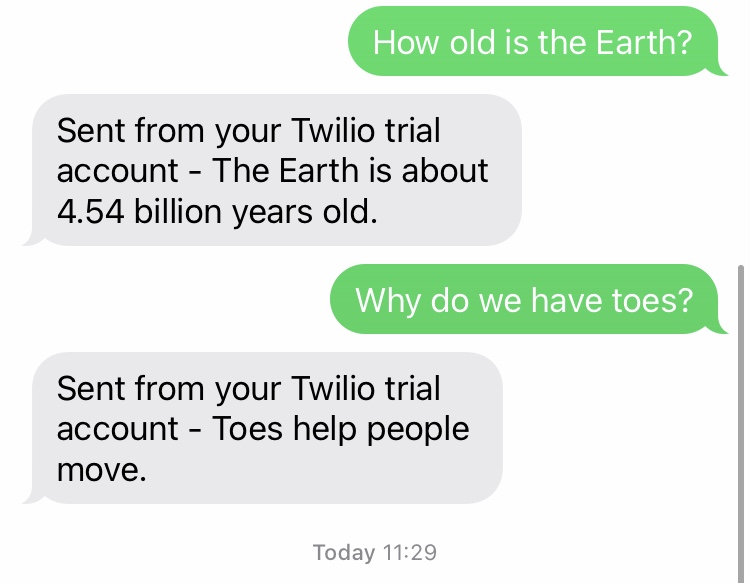 How old is the Earth?
Sent from your Twilio trial
account - The Earth is about
4.54 billion years old.
Why do we have toes?
Sent from your Twilio trial
account - Toes help people
move.
Today 11:29